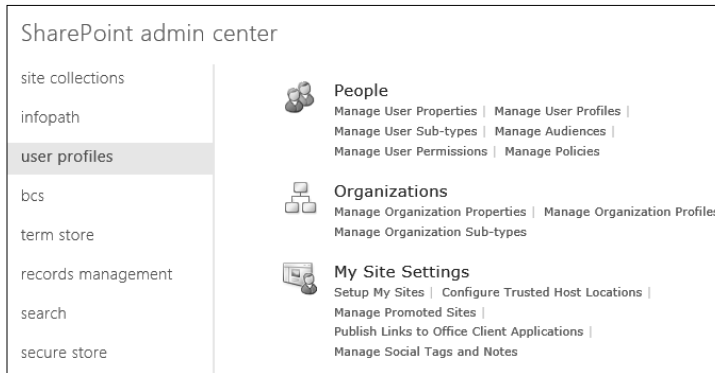 SharePoint admin center
site collections
infopath
user profiles
bcs
term store
records management
search
secure store
People
Manage User Properties | Manage User Profiles |
Manage User Sub-types | Manage Audiences |
Manage User Permissions | Manage Policies
Organizations
Manage Organization Properties | Manage Organization Profiles
Manage Organization Sub-types
My Site Settings
Setup My Sites | Configure Trusted Host Locations |
Manage Promoted Sites |
Publish Links to Office Client Applications |
Manage Social Tags and Notes